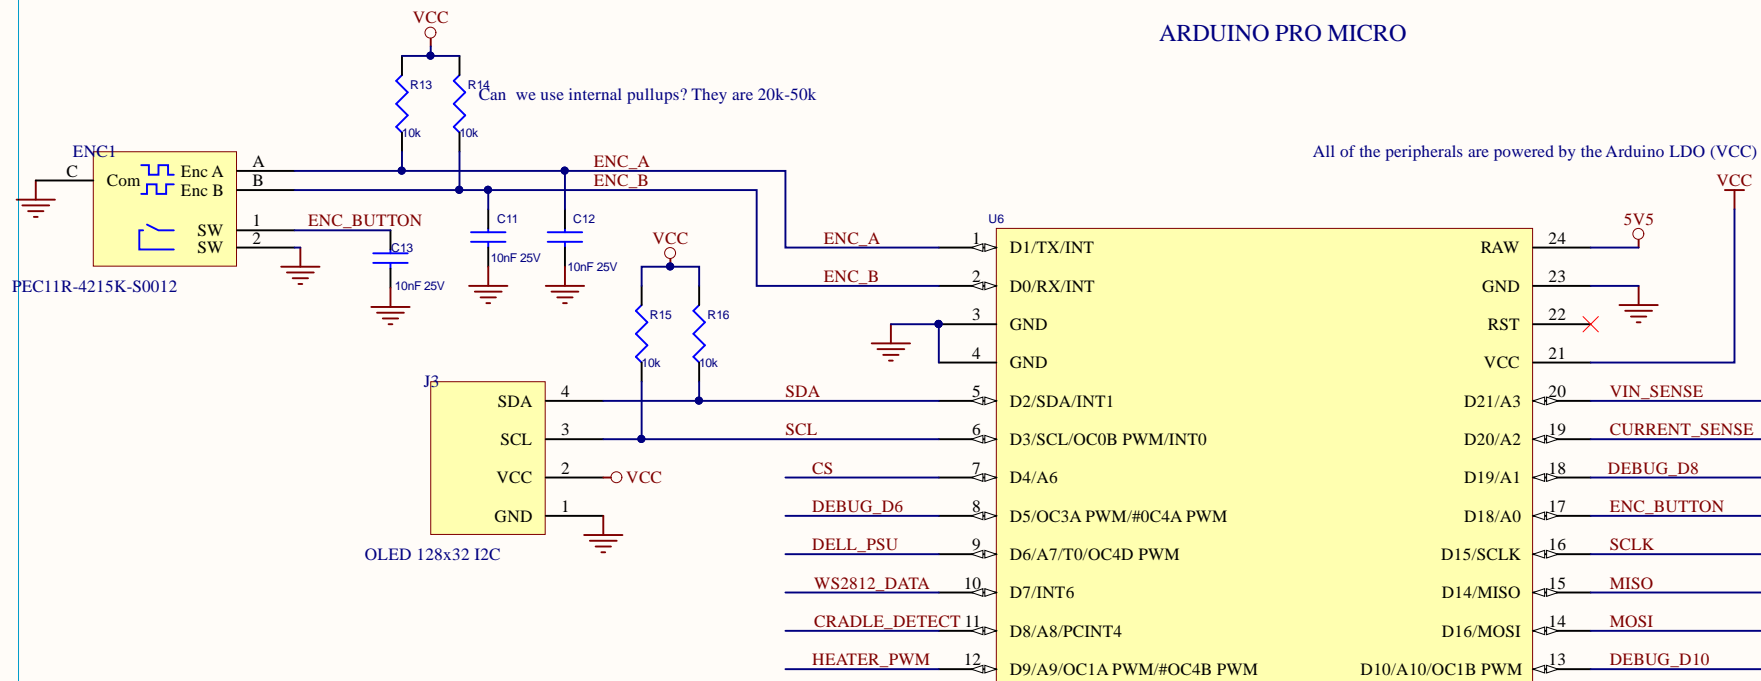 VCC
ARDUINO PRO MICRO
R13
R14
Can we use internal pullups? They are 20k-50k
10k
10k
ENC1
C
Com
Enc A
Enc B
A
B
ENC_A
ENC_B
All of the peripherals are powered by the Arduino LDO (VCC)
VCC
SW
SW
1
2
ENC_BUTTON
C13
10nF 25V
PEC11R-4215K-S0012
C11
10nF 25V
C12
10nF 25V
VCC
R15
10k
R16
10k
J3
SDA 4 SDA
SCL 3 SCL
VCC 2 VCC
GND 1
OLED 128x32 I2C
U6
5V5
ENC_A 1 D1/TX/INT
ENC_B 2 D0/RX/INT
3 GND
4 GND
5 D2/SDA/INT1
6 D3/SCL/OC0B PWM/INT0
CS 7 D4/A6
DEBUG_D6 8 D5/OC3A PWM/#0C4A PWM
DELL_PSU 9 D6/A7/T0/OC4D PWM
WS2812_DATA 10 D7/INT6
CRADLE_DETECT 11 D8/A8/PCINT4
HEATER_PWM 12 D9/A9/OC1A PWM/#OC4B PWM
RAW 24
GND 23
RST 22
VCC 21
D21/A3 20 VIN_SENSE
D20/A2 19 CURRENT_SENSE
D19/A1 18 DEBUG_D8
D18/A0 17 ENC_BUTTON
D15/SCLK 16 SCLK
D14/MISO 15 MISO
D16/MOSI 14 MOSI
D10/A10/OC1B PWM 13 DEBUG_D10